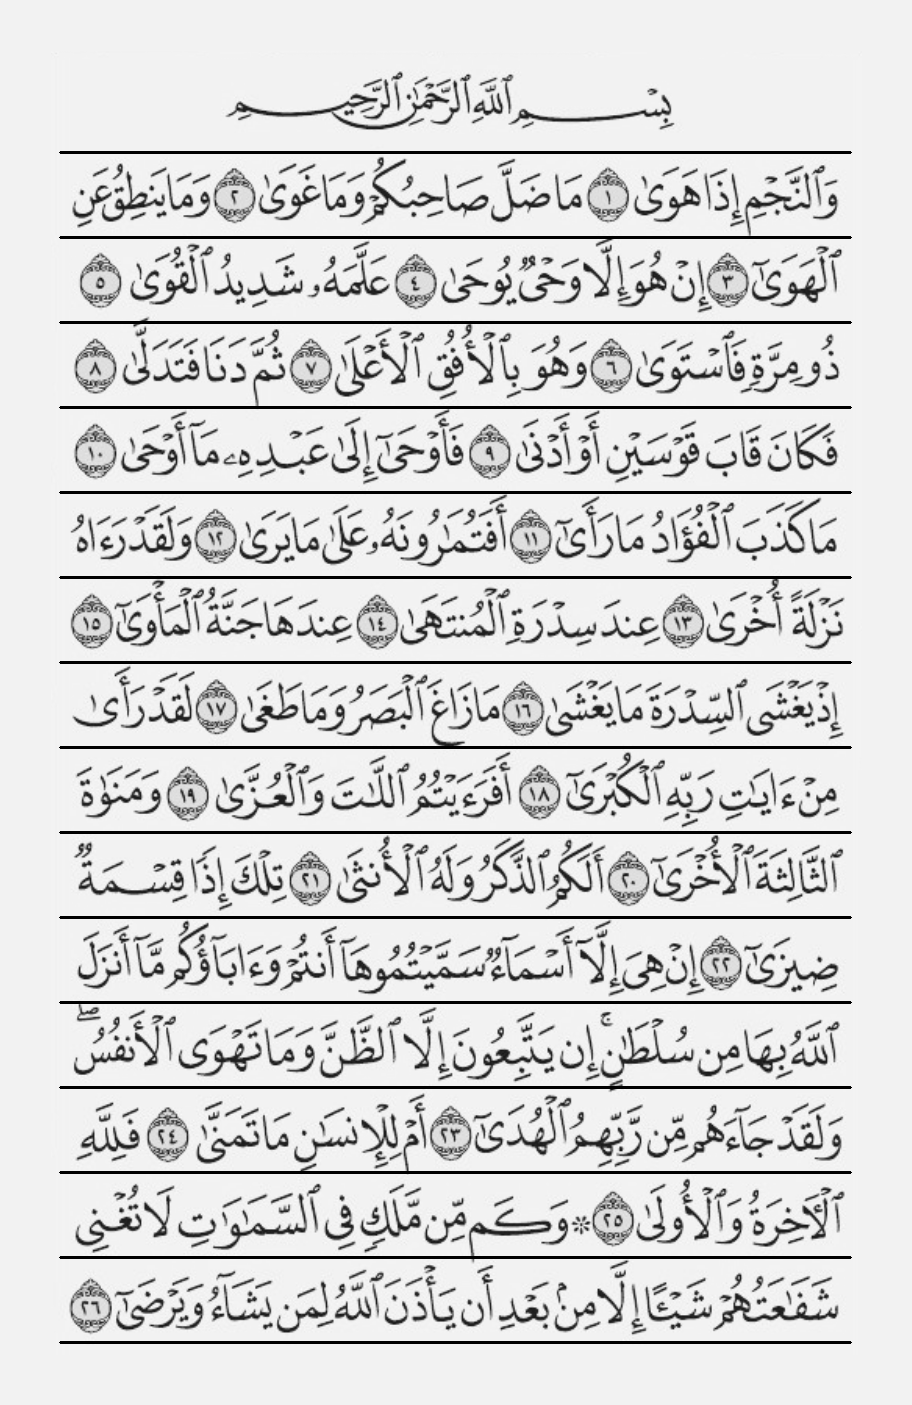 بِسْمِ ٱللَّهِ ٱلرَّحْمَٰنِ ٱلرَّحِيمِ
وَٱلنَّجْمِ إِذَا هَوَىٰ ١ مَا ضَلَّ صَاحِبُكُمْ وَمَا غَوَىٰ ٢ وَمَا يَنطِقُ عَنِ
ٱلْهَوَىٰٓ ٣ إِنْ هُوَ إِلَّا وَحْىٌ يُوحَىٰ ٤ عَلَّمَهُۥ شَدِيدُ ٱلْقُوَىٰ ٥
ذُو مِرَّةٍ فَٱسْتَوَىٰ ٦ وَهُوَ بِٱلْأُفُقِ ٱلْأَعْلَىٰ ٧ ثُمَّ دَنَا فَتَدَلَّىٰ ٨
فَكَانَ قَابَ قَوْسَيْنِ أَوْ أَدْنَىٰ ٩ فَأَوْحَىٰٓ إِلَىٰ عَبْدِهِۦ مَآ أَوْحَىٰ ١٠
مَا كَذَبَ ٱلْفُؤَادُ مَا رَأَىٰٓ ١١ أَفَتُمَٰرُونَهُۥ عَلَىٰ مَا يَرَىٰ ١٢ وَلَقَدْ رَءَاهُ
نَزْلَةً أُخْرَىٰ ١٣ عِندَ سِدْرَةِ ٱلْمُنتَهَىٰ ١٤ عِندَهَا جَنَّةُ ٱلْمَأْوَىٰٓ ١٥
إِذْ يَغْشَى ٱلسِّدْرَةَ مَا يَغْشَىٰ ١٦ مَا زَاغَ ٱلْبَصَرُ وَمَا طَغَىٰ ١٧ لَقَدْ رَأَىٰ
مِنْ ءَايَٰتِ رَبِّهِ ٱلْكُبْرَىٰٓ ١٨ أَفَرَءَيْتُمُ ٱللَّٰتَ وَٱلْعُزَّىٰ ١٩ وَمَنَوٰةَ
ٱلثَّالِثَةَ ٱلْأُخْرَىٰٓ ٢٠ أَلَكُمُ ٱلذَّكَرُ وَلَهُ ٱلْأُنثَىٰ ٢١ تِلْكَ إِذًا قِسْمَةٌ
ضِيزَىٰٓ ٢٢ إِنْ هِىَ إِلَّآ أَسْمَآءٌ سَمَّيْتُمُوهَآ أَنتُمْ وَءَابَآؤُكُم مَّآ أَنزَلَ
ٱللَّهُ بِهَا مِن سُلْطَٰنٍ ۚ إِن يَتَّبِعُونَ إِلَّا ٱلظَّنَّ وَمَا تَهْوَى ٱلْأَنفُسُ ۖ
وَلَقَدْ جَآءَهُم مِّن رَّبِّهِمُ ٱلْهُدَىٰٓ ٢٣ أَمْ لِلْإِنسَٰنِ مَا تَمَنَّىٰ ٢٤ فَلِلَّهِ
ٱلْءَاخِرَةُ وَٱلْأُولَىٰ ٢٥ ۞ وَكَم مِّن مَّلَكٍ فِى ٱلسَّمَٰوَٰتِ لَا تُغْنِى
شَفَٰعَتُهُمْ شَيْـًٔا إِلَّا مِنۢ بَعْدِ أَن يَأْذَنَ ٱللَّهُ لِمَن يَشَآءُ وَيَرْضَىٰٓ ٢٦